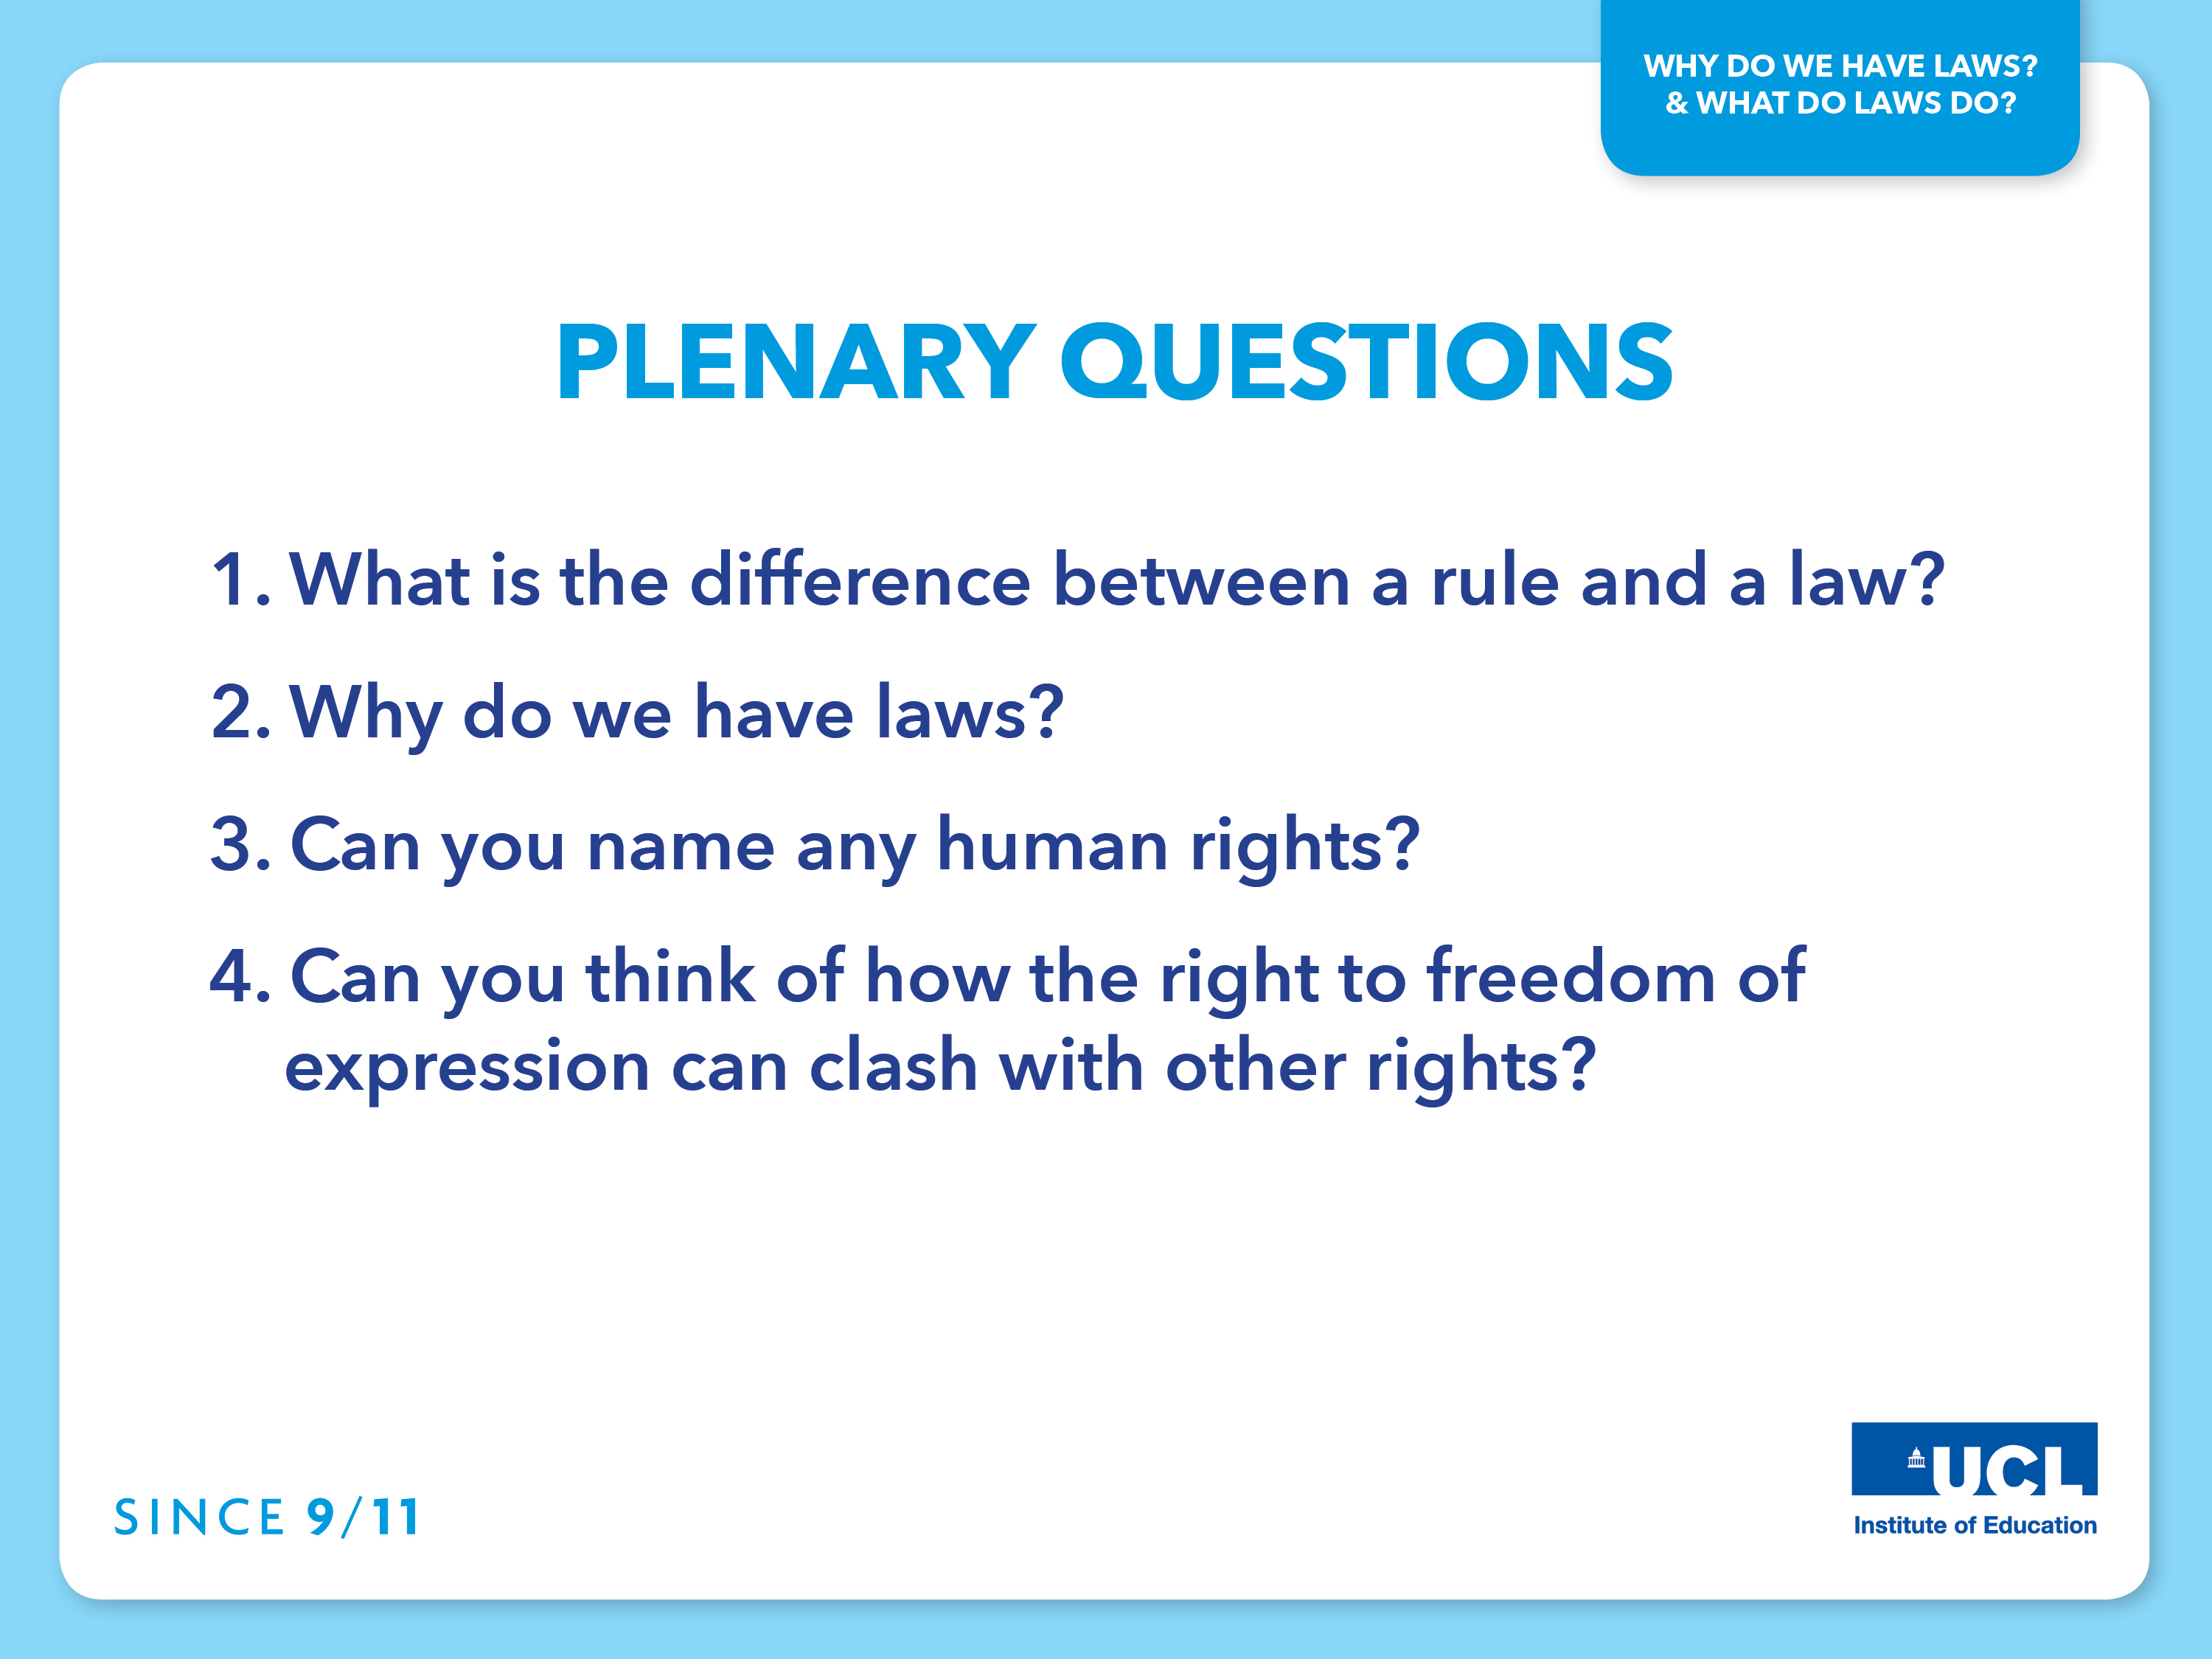 WHY DO WE HAVE LAWS?
& WHAT DO LAWS DO?
PLENARY QUESTIONS
1. What is the difference between a rule and a law?
2. Why do we have laws?
3. Can you name any human rights?
4. Can you think of how the right to freedom of
expression can clash with other rights?
SINCE 9/11
UCL
Institute of Education